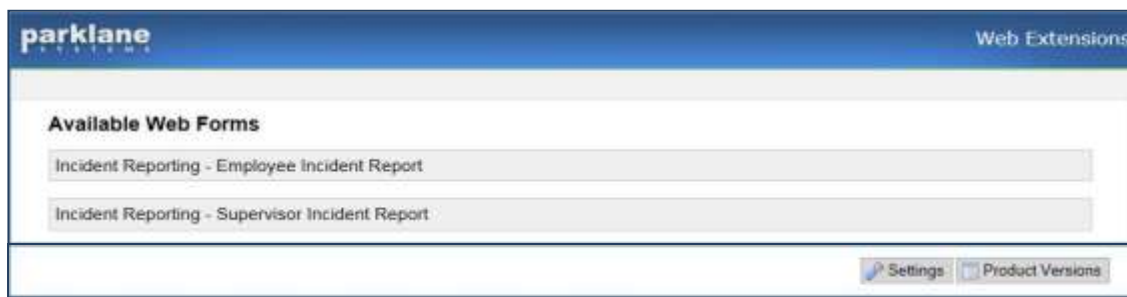 parklane
SYSTEMS
Web Extensions
Available Web Forms
Incident Reporting - Employee Incident Report
Incident Reporting - Supervisor Incident Report
Settings
Product Versions